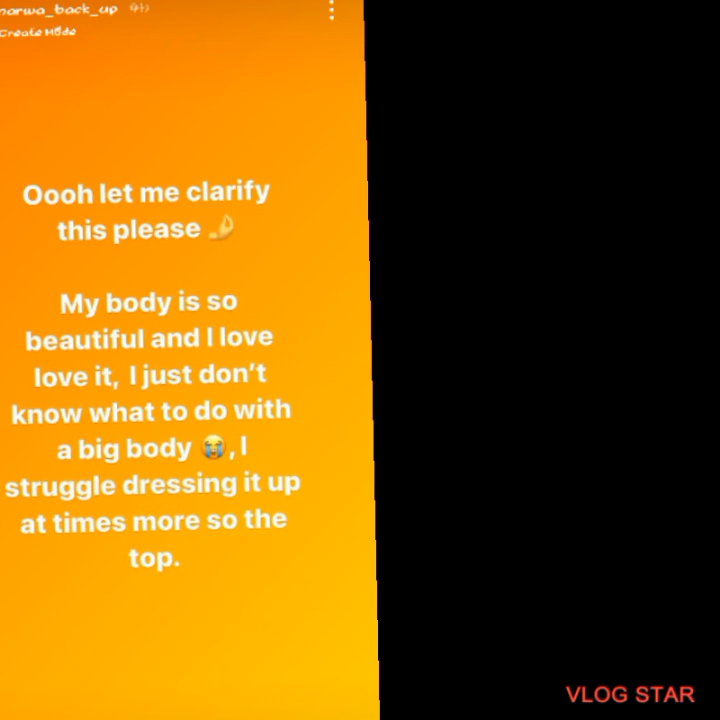 narwa_back_up
Create Mode
Oooh let me clarify
this please 🤌
My body is so
beautiful and I love
love it, I just don't
know what to do with
a big body 😭, I
struggle dressing it up
at times more so the
top.
VLOG STAR